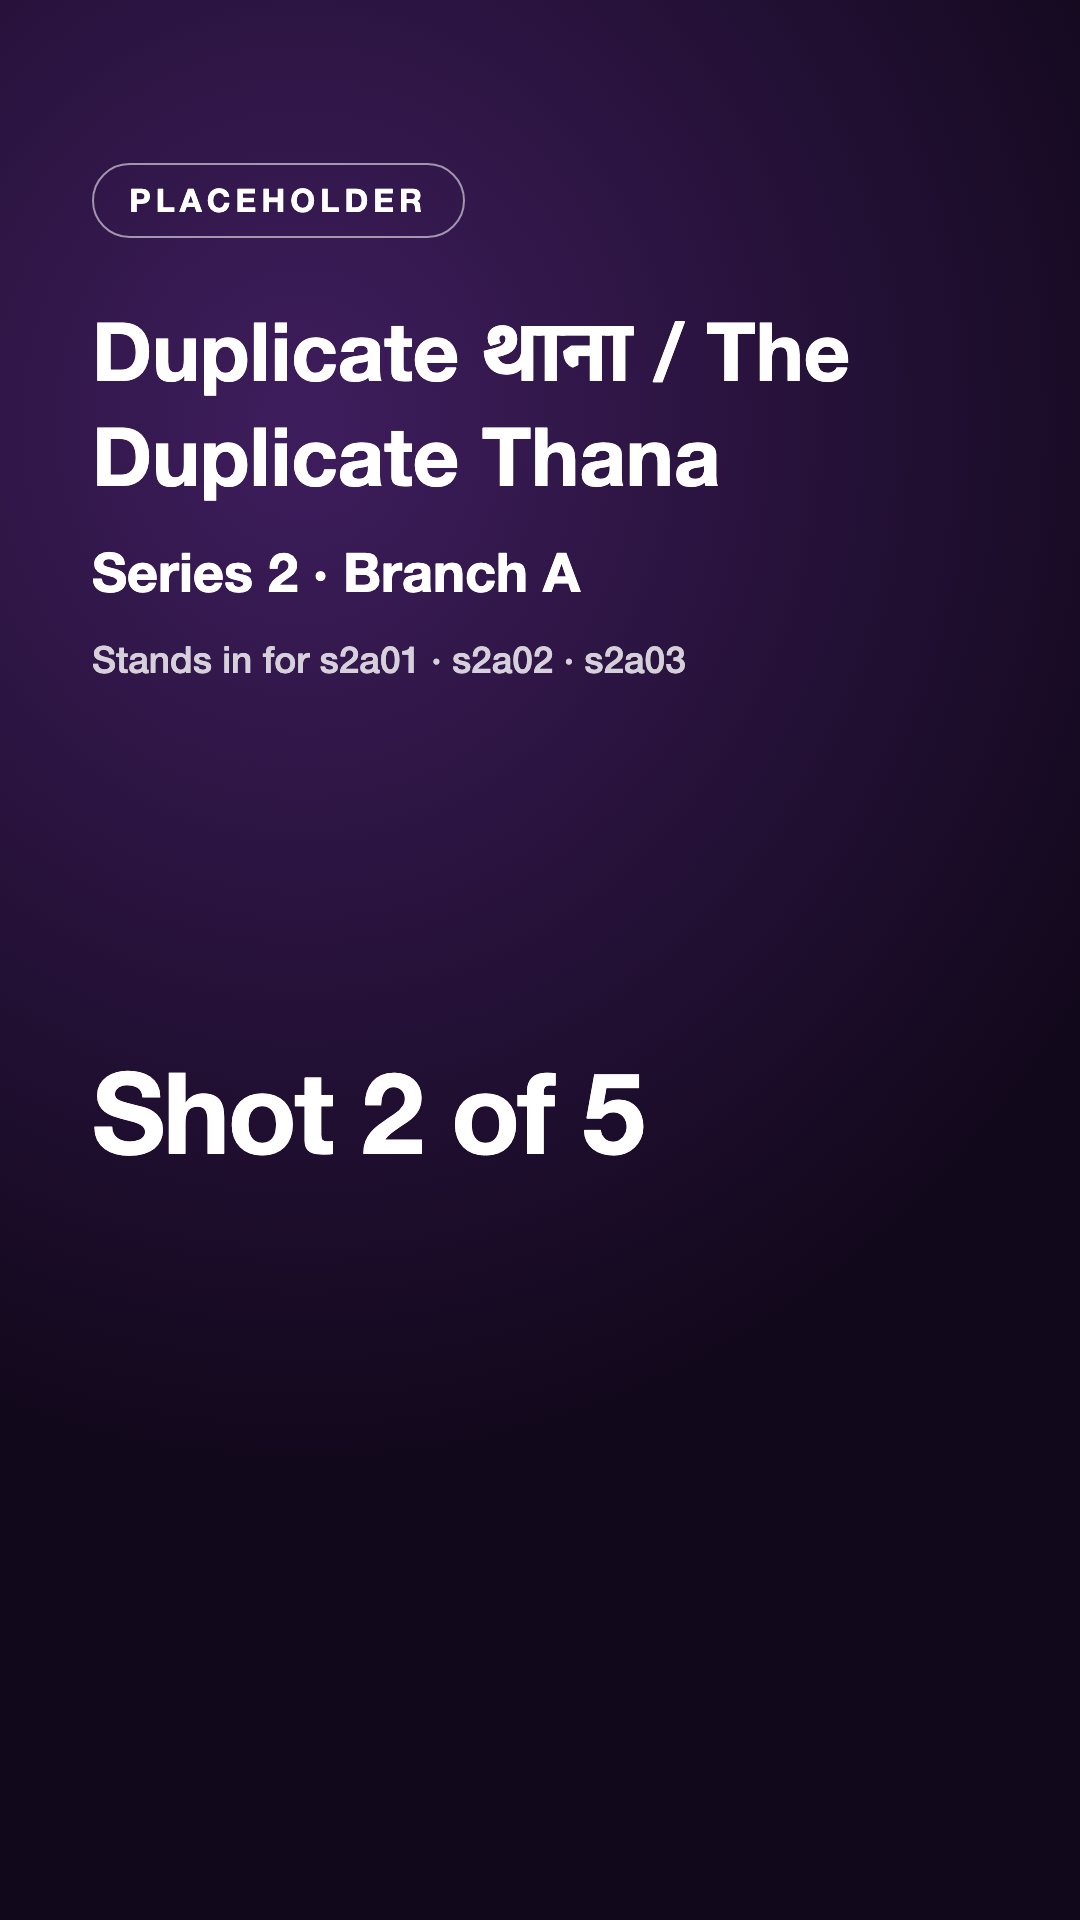 PLACEHOLDER
Duplicate थाना / The
Duplicate Thana
Series 2 · Branch A
Stands in for s2a01 · s2a02 · s2a03
Shot 2 of 5